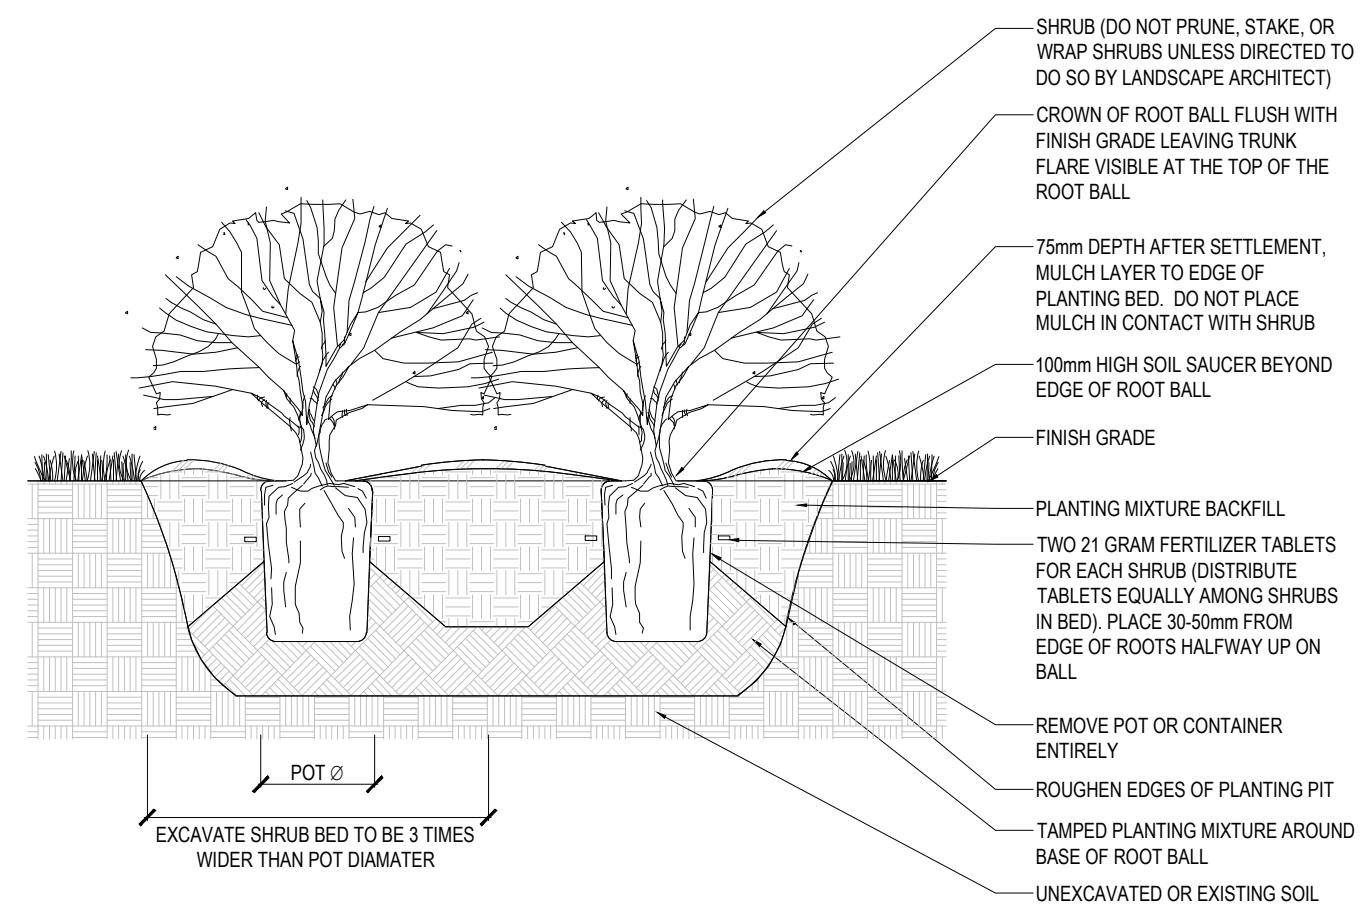 SHRUB (DO NOT PRUNE, STAKE, OR
WRAP SHRUBS UNLESS DIRECTED TO
DO SO BY LANDSCAPE ARCHITECT)
CROWN OF ROOT BALL FLUSH WITH
FINISH GRADE LEAVING TRUNK
FLARE VISIBLE AT THE TOP OF THE
ROOT BALL
75mm DEPTH AFTER SETTLEMENT,
MULCH LAYER TO EDGE OF
PLANTING BED. DO NOT PLACE
MULCH IN CONTACT WITH SHRUB
100mm HIGH SOIL SAUCER BEYOND
EDGE OF ROOT BALL
FINISH GRADE
PLANTING MIXTURE BACKFILL
TWO 21 GRAM FERTILIZER TABLETS
FOR EACH SHRUB (DISTRIBUTE
TABLETS EQUALLY AMONG SHRUBS
IN BED). PLACE 30-50mm FROM
EDGE OF ROOTS HALFWAY UP ON
BALL
REMOVE POT OR CONTAINER
ENTIRELY
ROUGHEN EDGES OF PLANTING PIT
TAMPED PLANTING MIXTURE AROUND
BASE OF ROOT BALL
UNEXCAVATED OR EXISTING SOIL
POT Ø
EXCAVATE SHRUB BED TO BE 3 TIMES
WIDER THAN POT DIAMATER